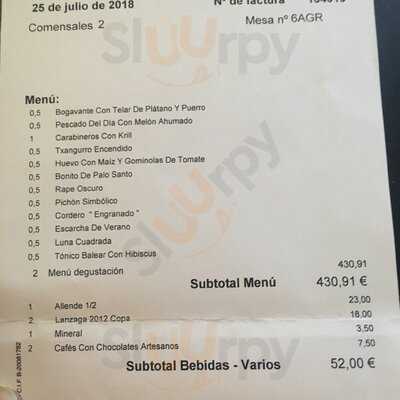 25 de julio de 2018 Nº de factura
Comensales 2 Mesa nº 6AGR
Menú:
0,5 Bogavante Con Telar De Plátano Y Puerro
0,5 Pescado Del DÍa Con Melón Ahumado
1 Carabineros Con Krill
0,5 Txangurro Encendido
0,5 Huevo Con Maíz Y Gominolas De Tomate
0,5 Bonito De Palo Santo
0,5 Rape Oscuro
0,5 Pichón Simbólico
0,5 Cordero " Engranado "
0,5 Escarcha De Verano
0,5 Luna Cuadrada
0,5 Tónico Balear Con Hibiscus
2 Menú degustación 430,91
Subtotal Menú 430,91 €
1 Allende 1/2 23,00
2 Lanzaga 2012 Copa 18,00
1 Mineral 3,50
2 Cafés Con Chocolates Artesanos 7,50
Subtotal Bebidas - Varios 52,00 €
C.I.F. B-20081782
Sluurpy
Sluurpy
Sluurpy